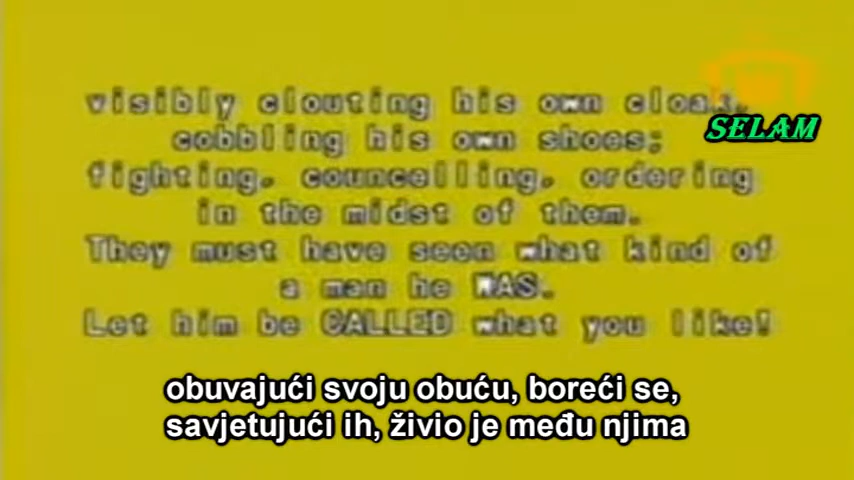 visibly clouting his own cloak,
SELAM
cobbling his own shoes;
fighting, councelling, ordering
in the midst of them.
They must have seen what kind of
a man he WAS.
Let him be CALLED what you like!
obuvajući svoju obuću, boreći se,
savjetujući ih, živio je među njima